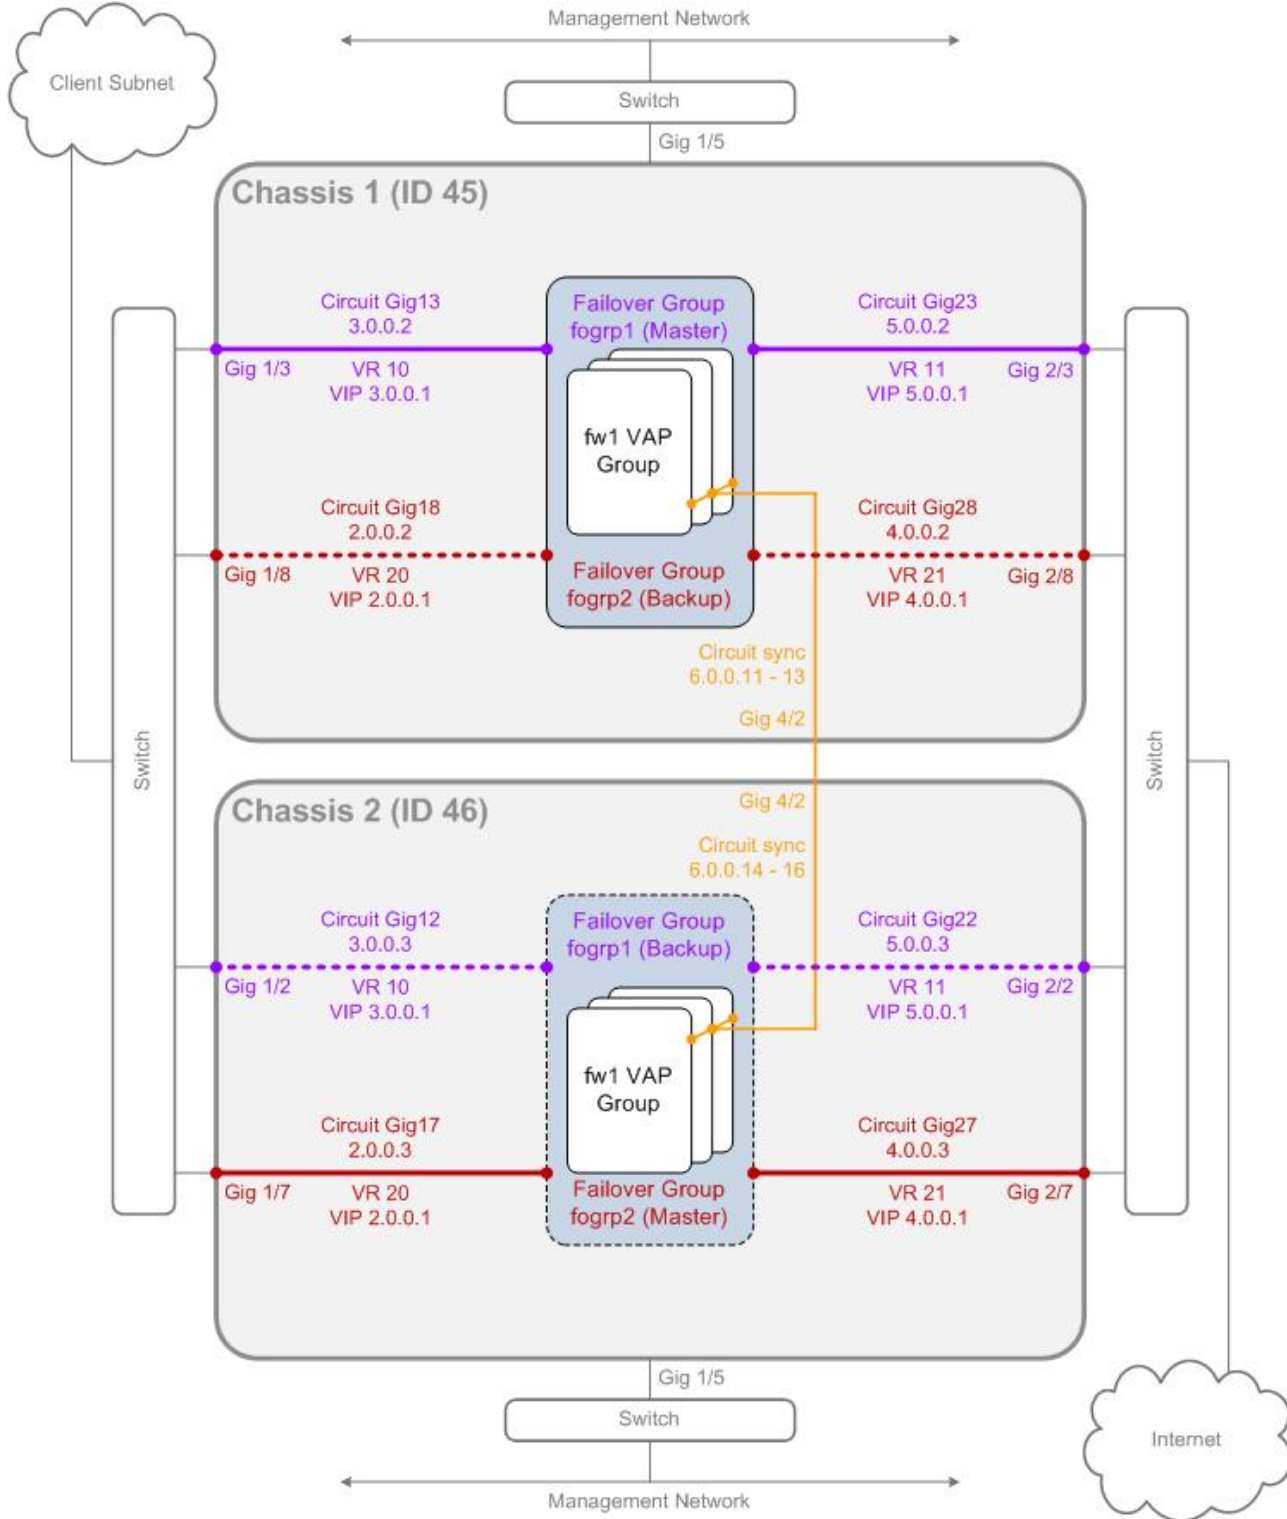 Management Network
Client Subnet
Switch
Gig 1/5
Chassis 1 (ID 45)
Circuit Gig13
3.0.0.2
Gig 1/3
VR 10
VIP 3.0.0.1
Failover Group
fogrp1 (Master)
Circuit Gig23
5.0.0.2
VR 11
VIP 5.0.0.1
Gig 2/3
fw1 VAP
Group
Circuit Gig18
2.0.0.2
Gig 1/8
VR 20
VIP 2.0.0.1
Failover Group
fogrp2 (Backup)
Circuit Gig28
4.0.0.2
VR 21
VIP 4.0.0.1
Gig 2/8
Circuit sync
6.0.0.11 - 13
Gig 4/2
Switch
Switch
Chassis 2 (ID 46)
Gig 4/2
Circuit sync
6.0.0.14 - 16
Circuit Gig12
3.0.0.3
Gig 1/2
VR 10
VIP 3.0.0.1
Failover Group
fogrp1 (Backup)
Circuit Gig22
5.0.0.3
VR 11
VIP 5.0.0.1
Gig 2/2
fw1 VAP
Group
Circuit Gig17
2.0.0.3
Gig 1/7
VR 20
VIP 2.0.0.1
Failover Group
fogrp2 (Master)
Circuit Gig27
4.0.0.3
VR 21
VIP 4.0.0.1
Gig 2/7
Gig 1/5
Switch
Internet
Management Network